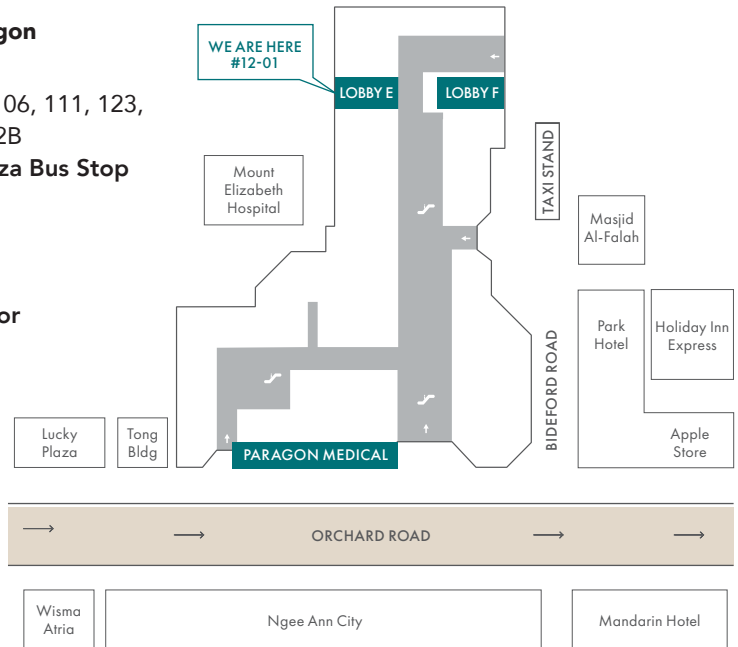 gon
06, 111, 123,
2B
za Bus Stop
or
WE ARE HERE
#12-01
LOBBY E
LOBBY F
Mount
Elizabeth
Hospital
TAXI STAND
Masjid
Al-Falah
Park
Hotel
Holiday Inn
Express
BIDEFORD ROAD
Lucky
Plaza
Tong
Bldg
PARAGON MEDICAL
Apple
Store
ORCHARD ROAD
Wisma
Atria
Ngee Ann City
Mandarin Hotel